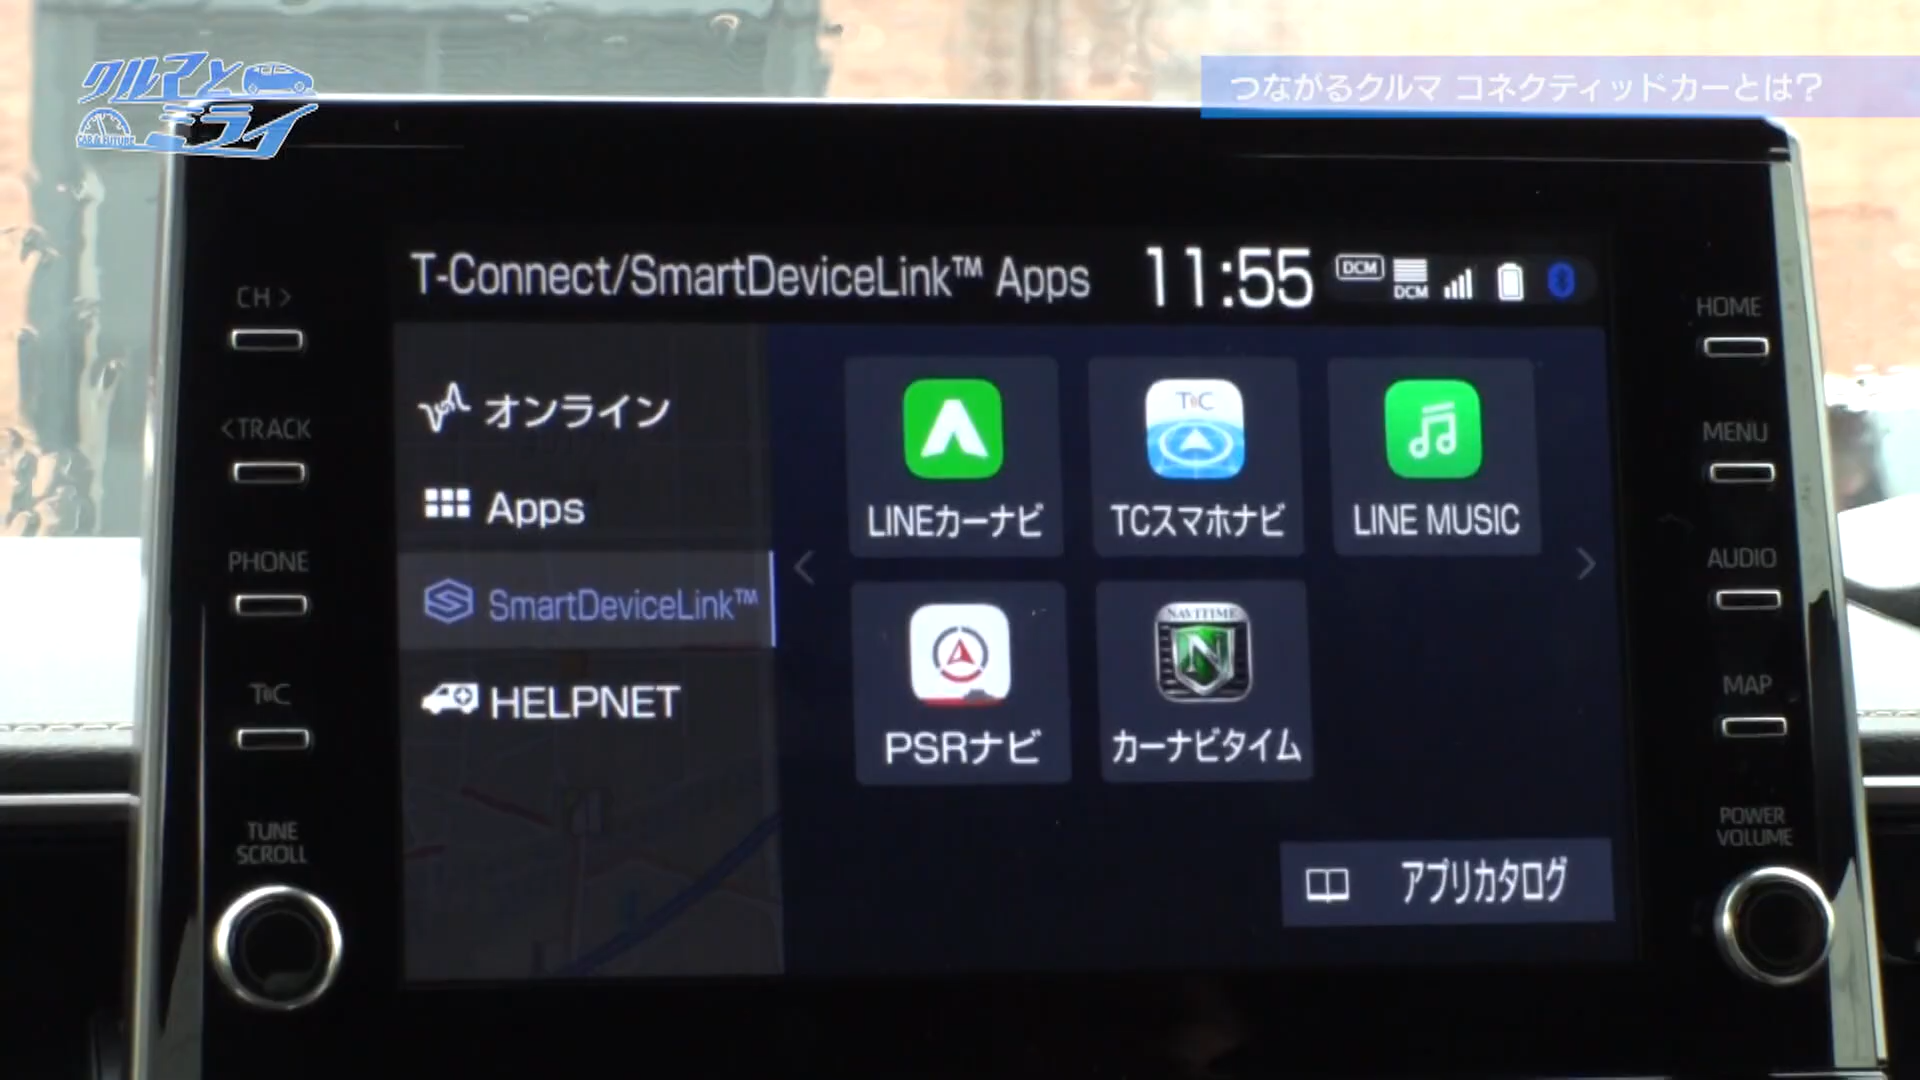 クルマと
ミライ
CAR & FUTURE
つながるクルマ コネクティッドカーとは?
T-Connect/SmartDeviceLink™ Apps
11:55
DCM
DCM
CH >
<TRACK
PHONE
T C
TUNE
SCROLL
オンライン
Apps
SmartDeviceLink™
HELPNET
LINEカーナビ
TC
TCスマホナビ
LINE MUSIC
PSRナビ
NAVITIME
N
カーナビタイム
アプリカタログ
HOME
MENU
AUDIO
MAP
POWER
VOLUME